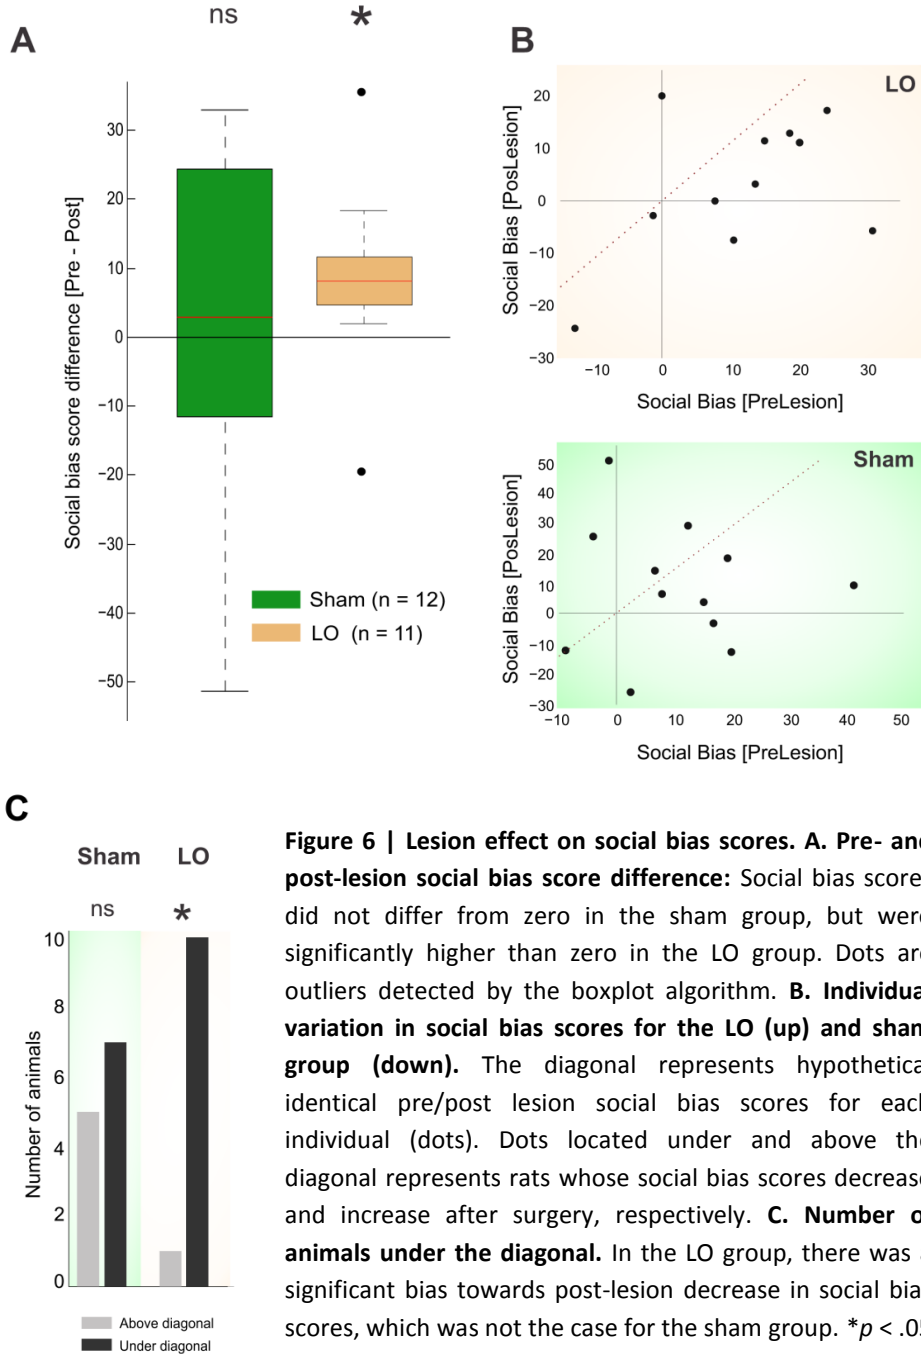 ns
*
A
B
Social bias score difference [Pre - Post]
30
20
10
0
−10
−20
−30
−40
−50
Sham (n = 12)
LO (n = 11)
LO
Social Bias [PosLesion]
20
10
0
−10
−20
−30
−10
0
10
20
30
Social Bias [PreLesion]
Sham
Social Bias [PosLesion]
50
40
30
20
10
0
−10
−20
−30
−10
0
10
20
30
40
50
Social Bias [PreLesion]
C
Sham LO
ns *
Number of animals
10
8
6
4
2
0
Above diagonal
Under diagonal
Figure 6 | Lesion effect on social bias scores. A. Pre- and
post-lesion social bias score difference: Social bias score
did not differ from zero in the sham group, but were
significantly higher than zero in the LO group. Dots are
outliers detected by the boxplot algorithm. B. Individua
variation in social bias scores for the LO (up) and sham
group (down). The diagonal represents hypothetica
identical pre/post lesion social bias scores for each
individual (dots). Dots located under and above the
diagonal represents rats whose social bias scores decrease
and increase after surgery, respectively. C. Number o
animals under the diagonal. In the LO group, there was
significant bias towards post-lesion decrease in social bia
scores, which was not the case for the sham group. *p < .05